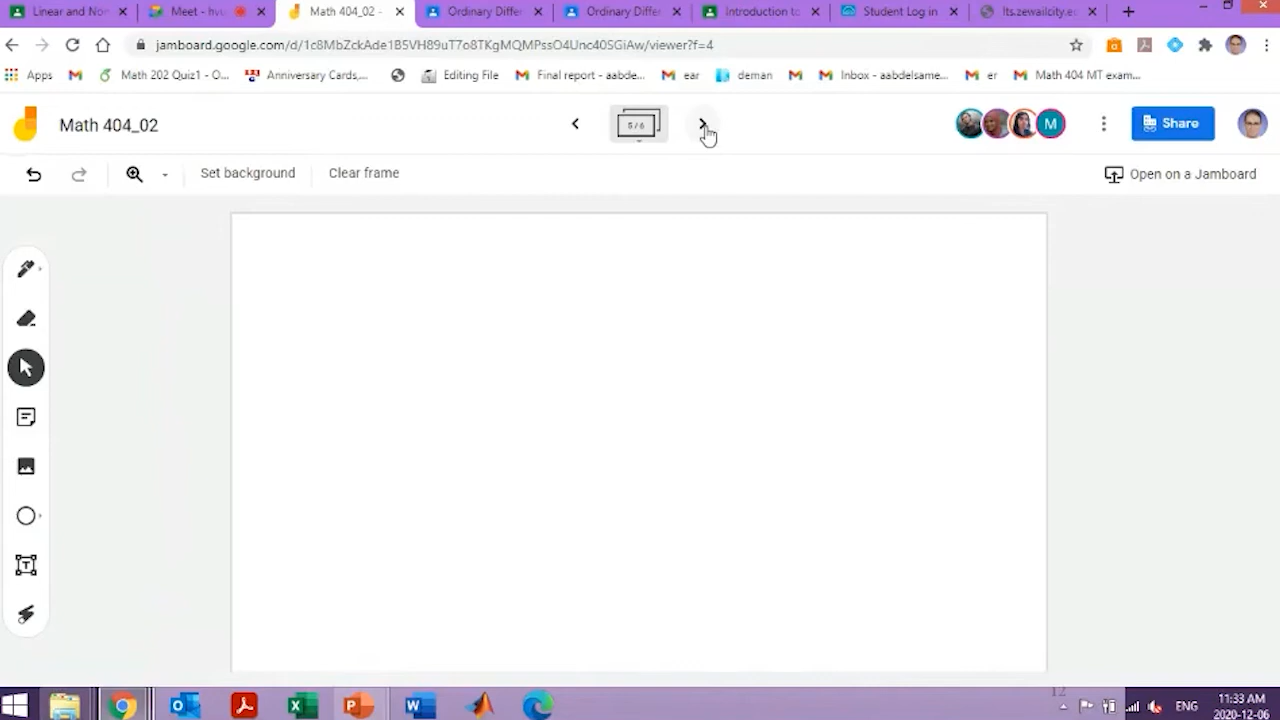 Linear and Non
Meet - hvu
Math 404_02 -
Ordinary Differ
Ordinary Differ
Introduction to
Student Log in
lts.zewailcity.e
jamboard.google.com/d/1c8MbZckAde1B5VH89uT7o8TKgMQMPssO4Unc40SGiAw/viewer?f=4
Apps
Math 202 Quiz1 - O...
Anniversary Cards,...
Editing File
Final report - aabde...
ear
deman
Inbox - aabdelsame...
er
Math 404 MT exam...
Math 404_02
5/6
M
Share
Set background
Clear frame
Open on a Jamboard
12
ENG
11:33 AM
2020-12-06